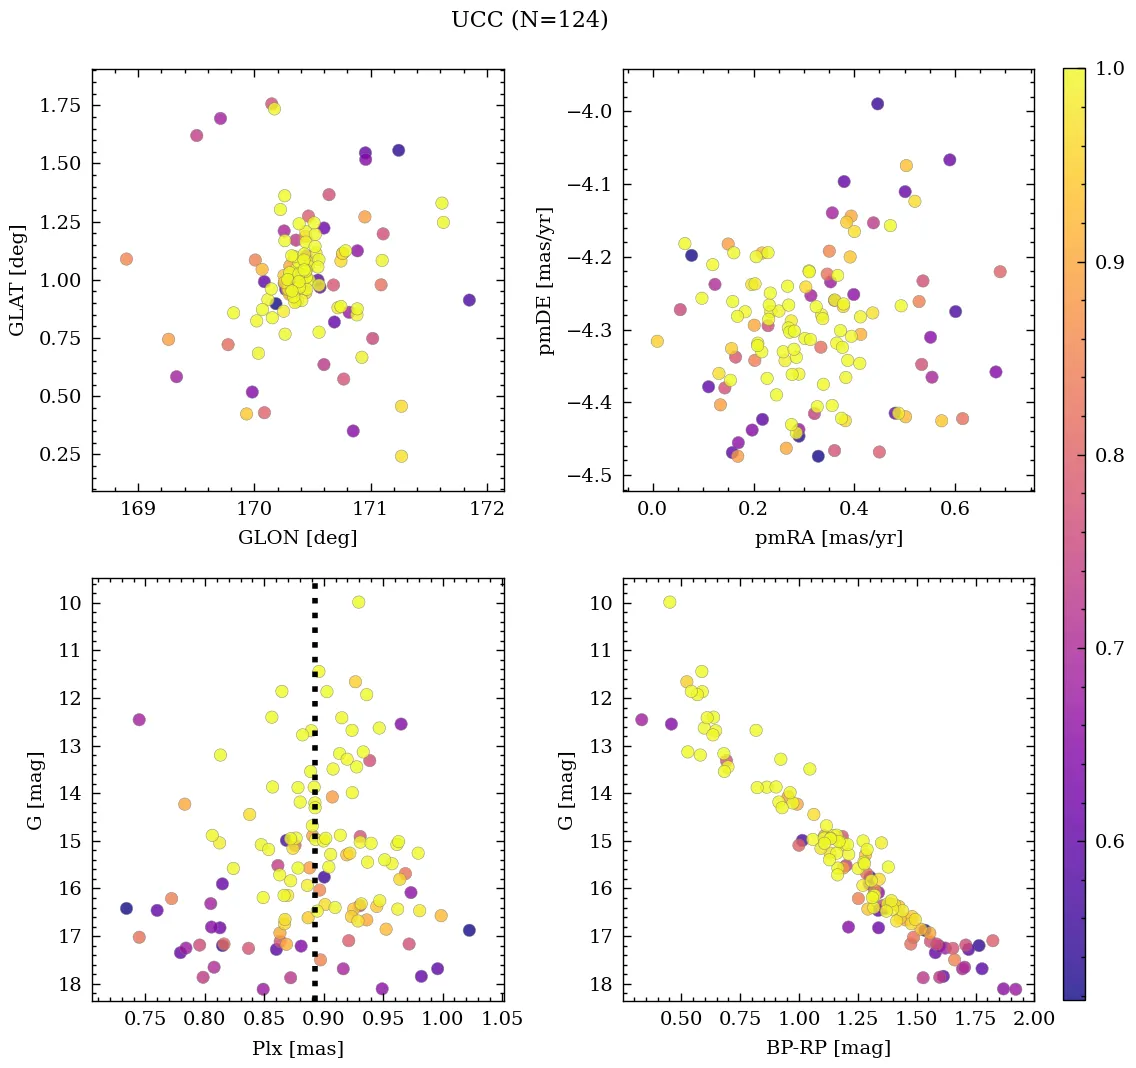 UCC (N=124)
1.75
1.50
1.25
1.00
0.75
0.50
0.25
GLAT [deg]
169 170 171 172
GLON [deg]
−4.0
−4.1
−4.2
−4.3
−4.4
−4.5
pmDE [mas/yr]
0.0 0.2 0.4 0.6
pmRA [mas/yr]
10
11
12
13
14
15
16
17
18
G [mag]
0.75 0.80 0.85 0.90 0.95 1.00 1.05
Plx [mas]
10
11
12
13
14
15
16
17
18
G [mag]
0.50 0.75 1.00 1.25 1.50 1.75 2.00
BP-RP [mag]
1.0
0.9
0.8
0.7
0.6